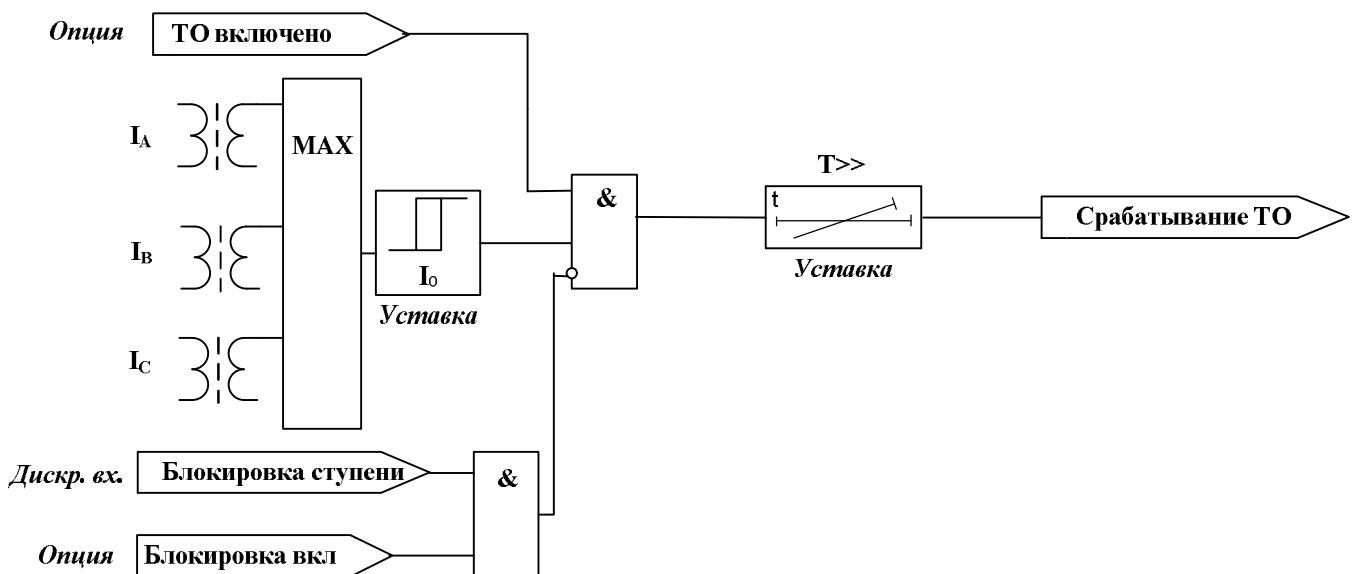 Опция ТО включено
I_A
MAX
I_B
I_0
Уставка
I_C
&
T>>
t
Уставка
Срабатывание ТО
Дискр. вх. Блокировка ступени
&
Опция Блокировка вкл